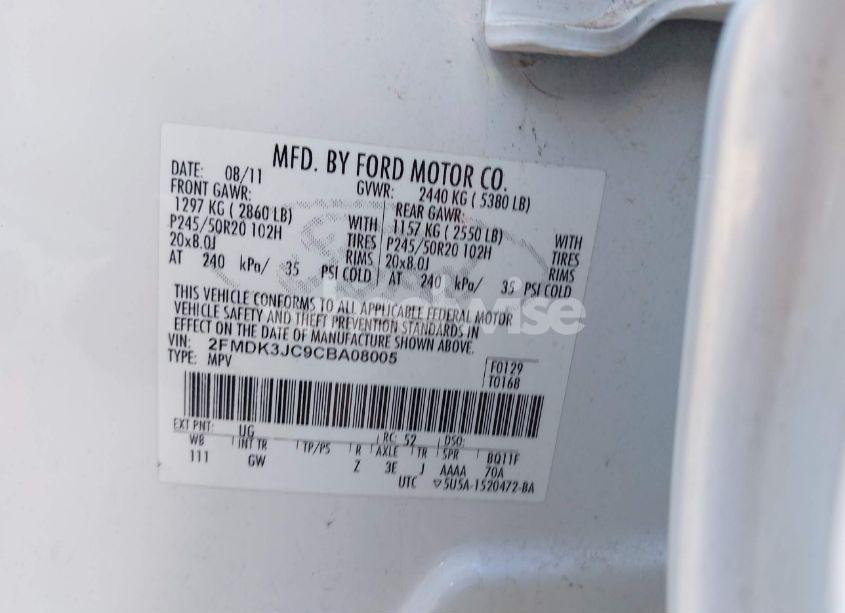 MFD. BY FORD MOTOR CO.
DATE: 08/11 GVWR: 2440 KG ( 5380 LB)
FRONT GAWR: REAR GAWR:
1297 KG ( 2860 LB) WITH 1157 KG ( 2550 LB) WITH
P245/50R20 102H TIRES P245/50R20 102H TIRES
20x8.0J RIMS 20x8.0J RIMS
AT 240 kPa/ 35 PSI COLD AT 240 kPa/ 35 PSI COLD
THIS VEHICLE CONFORMS TO ALL APPLICABLE FEDERAL MOTOR
VEHICLE SAFETY AND THEFT PREVENTION STANDARDS IN
EFFECT ON THE DATE OF MANUFACTURE SHOWN ABOVE.
VIN: 2FMDK3JC9CBA08005 F0129
TYPE: MPV T0168
EXT PNT: UG RC: 52 DSO:
WB INT TR TP/PS R AXLE TR SPR BQ11F
111 GW Z 3E J AAAA 70A
UTC ▽5U5A-1520472-BA